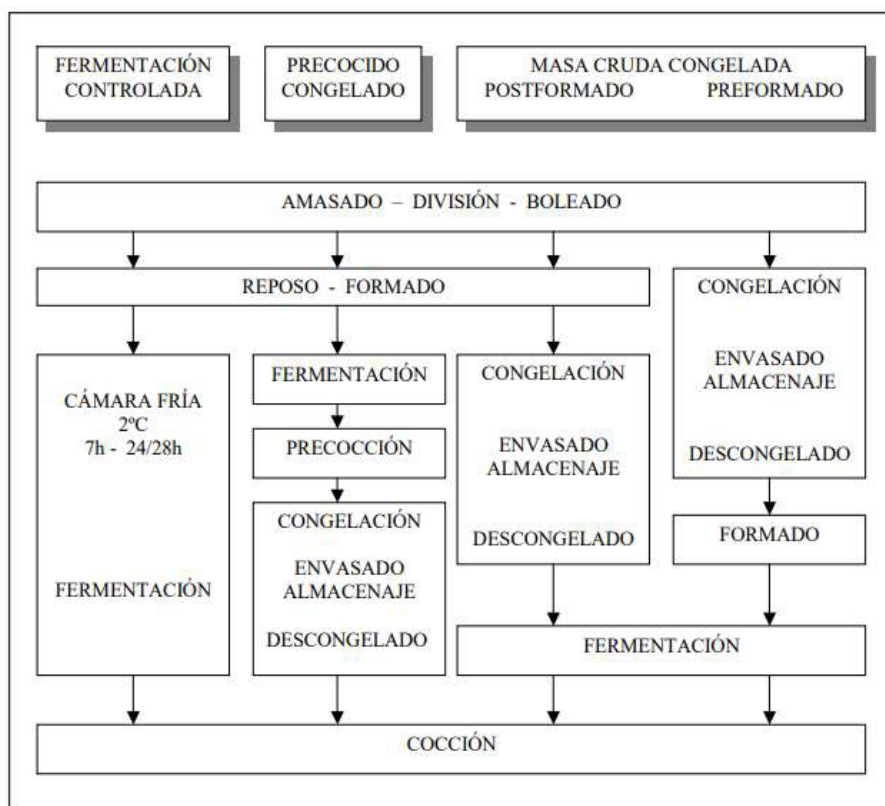 FERMENTACIÓN
CONTROLADA
PRECOCIDO
CONGELADO
MASA CRUDA CONGELADA
POSTFORMADO PREFORMADO
AMASADO – DIVISIÓN - BOLEADO
REPOSO - FORMADO
CÁMARA FRÍA
2ºC
7h - 24/28h
FERMENTACIÓN
FERMENTACIÓN
PRECOCCIÓN
CONGELACIÓN
ENVASADO
ALMACENAJE
DESCONGELADO
CONGELACIÓN
ENVASADO
ALMACENAJE
DESCONGELADO
CONGELACIÓN
ENVASADO
ALMACENAJE
DESCONGELADO
FORMADO
FERMENTACIÓN
COCCIÓN